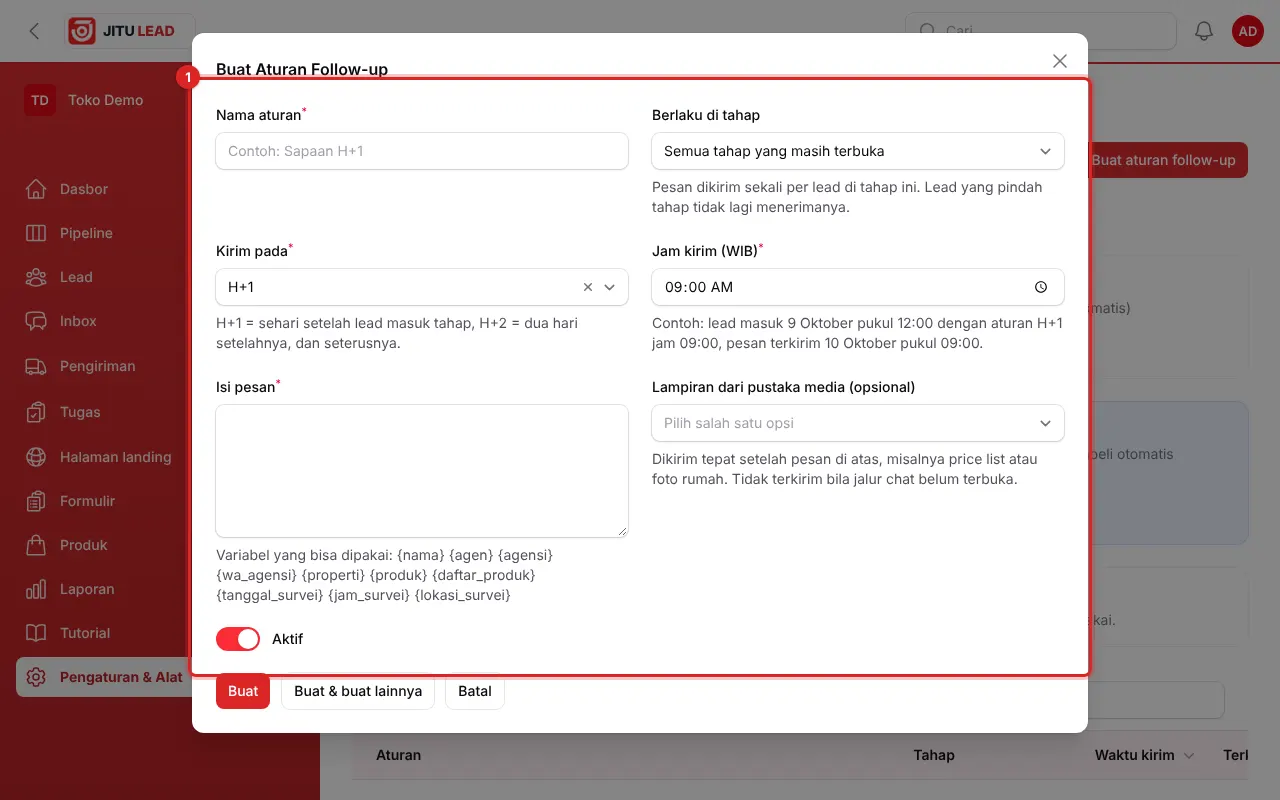 JITU LEAD
Cari
AD
TD
Toko Demo
Dasbor
Pipeline
Lead
Inbox
Pengiriman
Tugas
Halaman landing
Formulir
Produk
Laporan
Tutorial
Pengaturan & Alat
1
Buat Aturan Follow-up
Nama aturan*
Contoh: Sapaan H+1
Berlaku di tahap
Semua tahap yang masih terbuka
Pesan dikirim sekali per lead di tahap ini. Lead yang pindah
tahap tidak lagi menerimanya.
Kirim pada*
H+1
H+1 = sehari setelah lead masuk tahap, H+2 = dua hari
setelahnya, dan seterusnya.
Jam kirim (WIB)*
09:00 AM
Contoh: lead masuk 9 Oktober pukul 12:00 dengan aturan H+1
jam 09:00, pesan terkirim 10 Oktober pukul 09:00.
Isi pesan*
Variabel yang bisa dipakai: {nama} {agen} {agensi}
{wa_agensi} {properti} {produk} {daftar_produk}
{tanggal_survei} {jam_survei} {lokasi_survei}
Lampiran dari pustaka media (opsional)
Pilih salah satu opsi
Dikirim tepat setelah pesan di atas, misalnya price list atau
foto rumah. Tidak terkirim bila jalur chat belum terbuka.
Aktif
Buat
Buat & buat lainnya
Batal
Buat aturan follow-up
otomatis
Aturan
Tahap
Waktu kirim